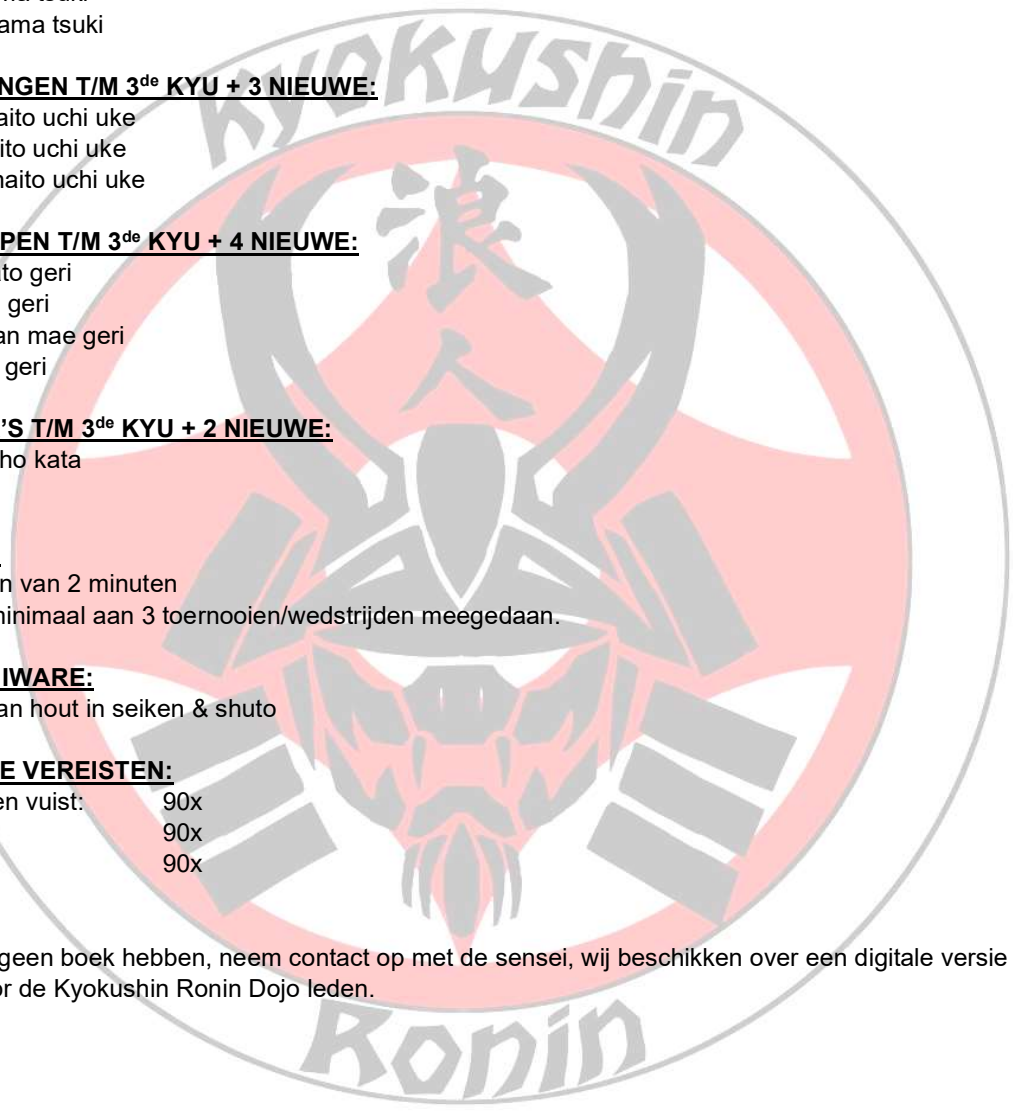 ama tsuki
NGEN T/M 3de KYU + 3 NIEUWE:
aito uchi uke
ito uchi uke
naito uchi uke
PEN T/M 3de KYU + 4 NIEUWE:
to geri
geri
an mae geri
geri
'S T/M 3de KYU + 2 NIEUWE:
ho kata
n van 2 minuten
minimaal aan 3 toernooien/wedstrijden meegedaan.
IWARE:
an hout in seiken & shuto
E VEREISTEN:
en vuist: 90x
90x
90x
geen boek hebben, neem contact op met de sensei, wij beschikken over een digitale versie
or de Kyokushin Ronin Dojo leden.
Kyokushin
浪人
Ronin